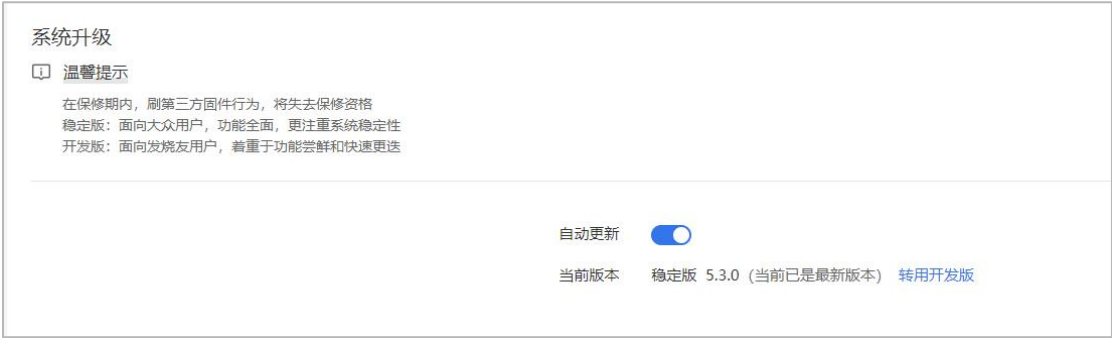 系统升级
温馨提示
在保修期内，刷第三方固件行为，将失去保修资格
稳定版：面向大众用户，功能全面，更注重系统稳定性
开发版：面向发烧友用户，着重于功能尝鲜和快速更迭
自动更新
当前版本 稳定版 5.3.0 (当前已是最新版本) 转用开发版